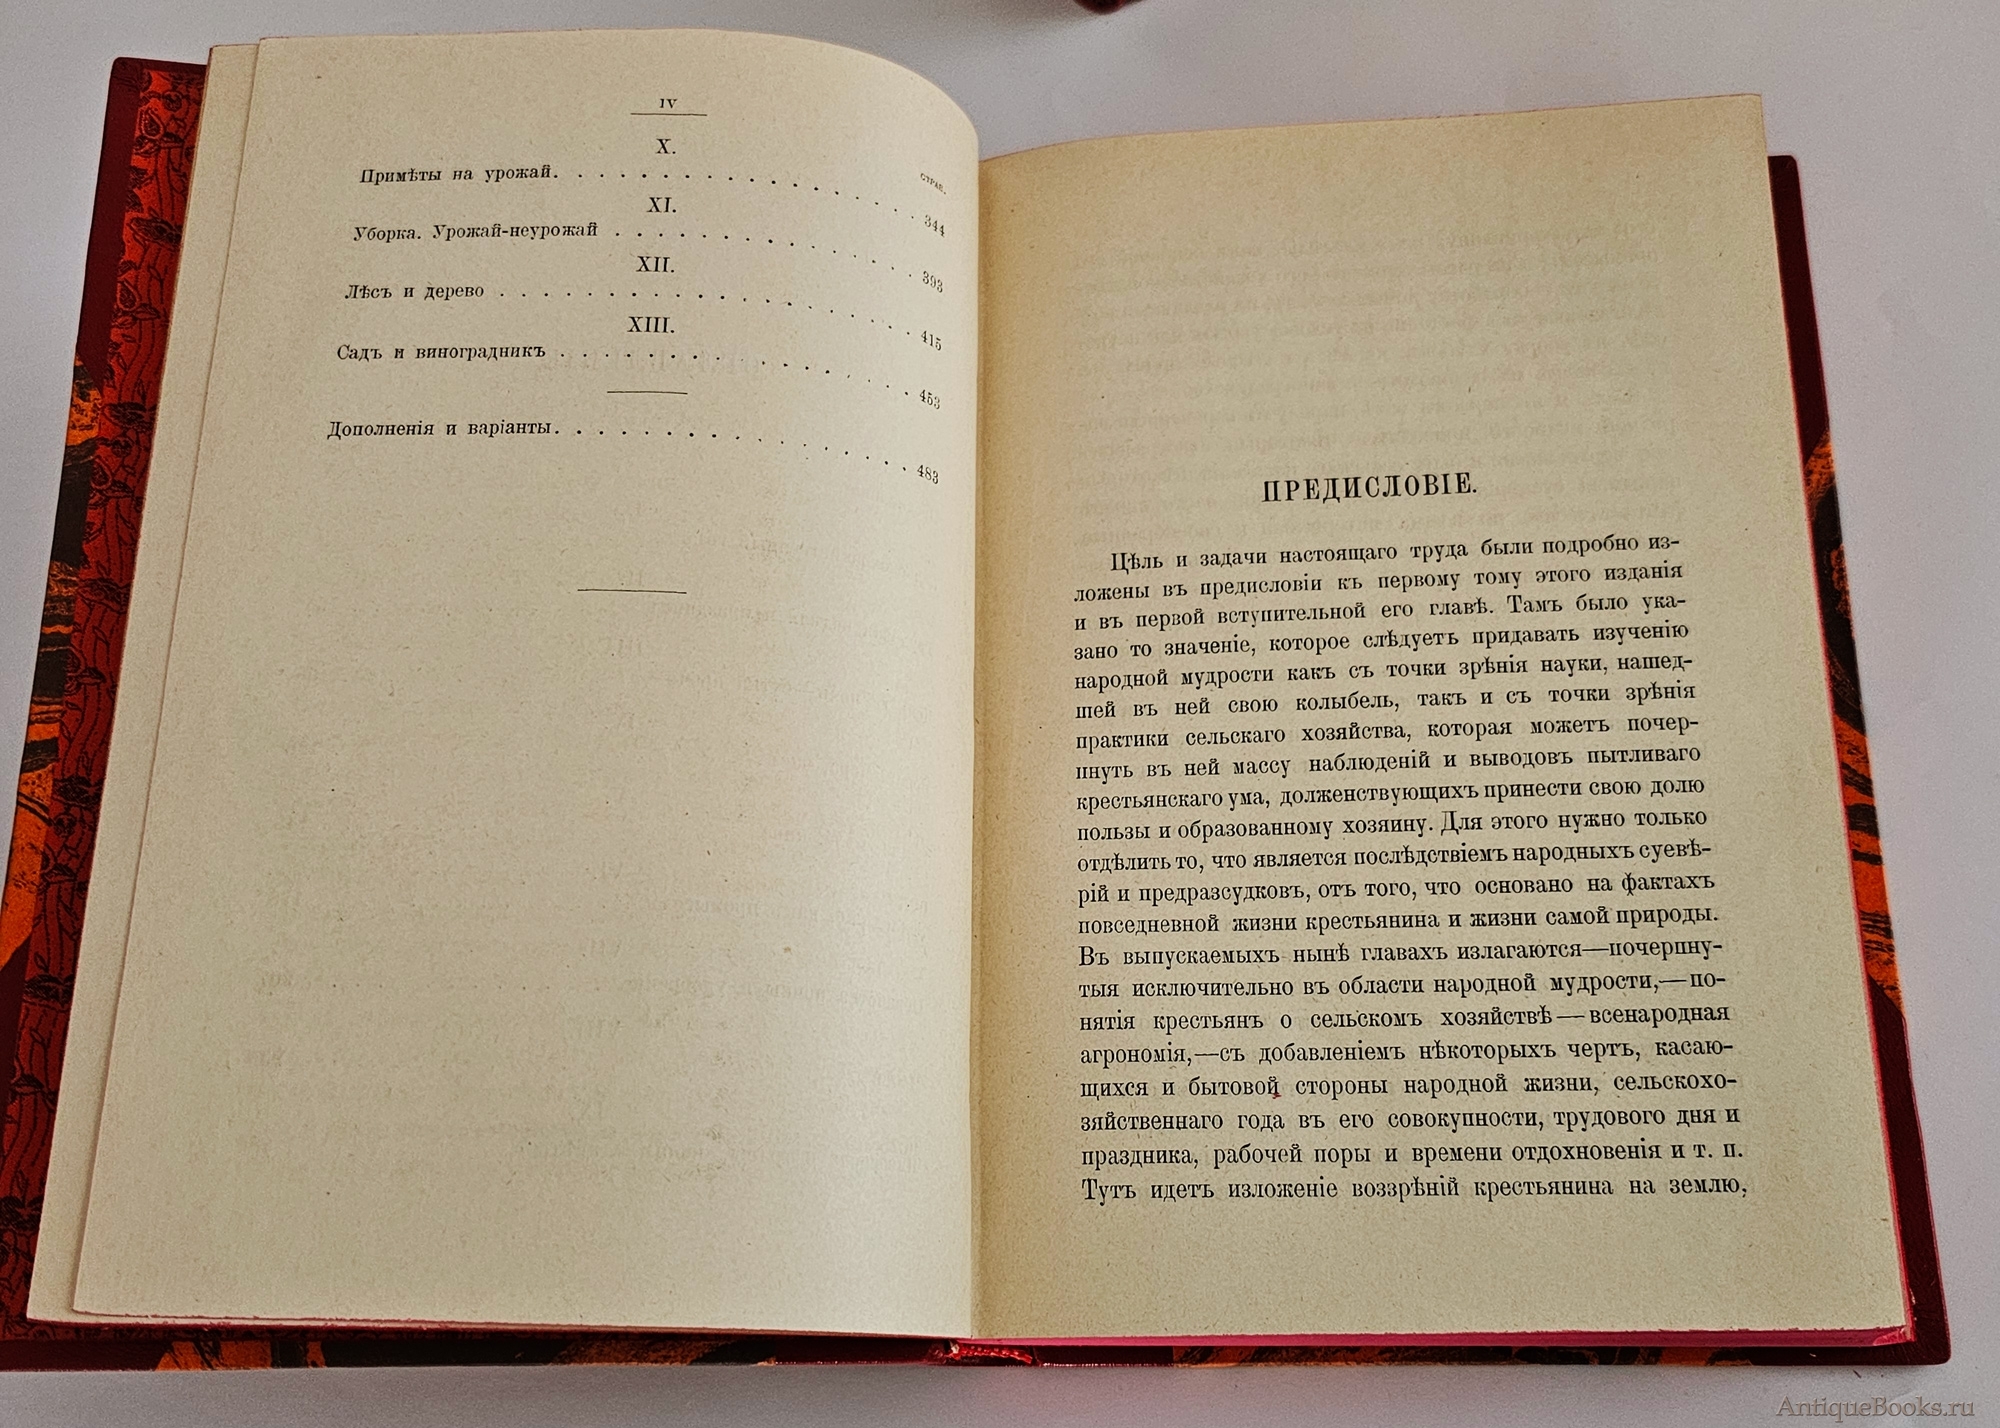 IV
X.
СТРАН.
Примѣты на урожай. . . . . . . . . . . . . . . . 344
XI.
Уборка. Урожай-неурожай . . . . . . . . . . . . . 393
XII.
Лѣсъ и дерево . . . . . . . . . . . . . . . . . . 415
XIII.
Садъ и виноградникъ . . . . . . . . . . . . . . . 453
Дополненія и варіанты. . . . . . . . . . . . . . . 483
ПРЕДИСЛОВІЕ.
Цѣль и задачи настоящаго труда были подробно из-
ложены въ предисловіи къ первому тому этого изданія
и въ первой вступительной его главѣ. Тамъ было ука-
зано то значеніе, которое слѣдуетъ придавать изученію
народной мудрости какъ съ точки зрѣнія науки, нашед-
шей въ ней свою колыбель, такъ и съ точки зрѣнія
практики сельскаго хозяйства, которая можетъ почер-
пнуть въ ней массу наблюденій и выводовъ пытливаго
крестьянскаго ума, долженствующихъ принести свою долю
пользы и образованному хозяину. Для этого нужно только
отдѣлить то, что является послѣдствіемъ народныхъ суевѣ-
рій и предразсудковъ, отъ того, что основано на фактахъ
повседневной жизни крестьянина и жизни самой природы.
Въ выпускаемыхъ нынѣ главахъ излагаются—почерпну-
тыя исключительно въ области народной мудрости,—по-
нятія крестьянъ о сельскомъ хозяйствѣ—всенародная
агрономія,—съ добавленіемъ нѣкоторыхъ чертъ, касаю-
щихся и бытовой стороны народной жизни, сельскохо-
зяйственнаго года въ его совокупности, трудового дня и
праздника, рабочей поры и времени отдохновенія и т. п.
Тутъ идетъ изложеніе воззрѣній крестьянина на землю,
AntiqueBooks.ru